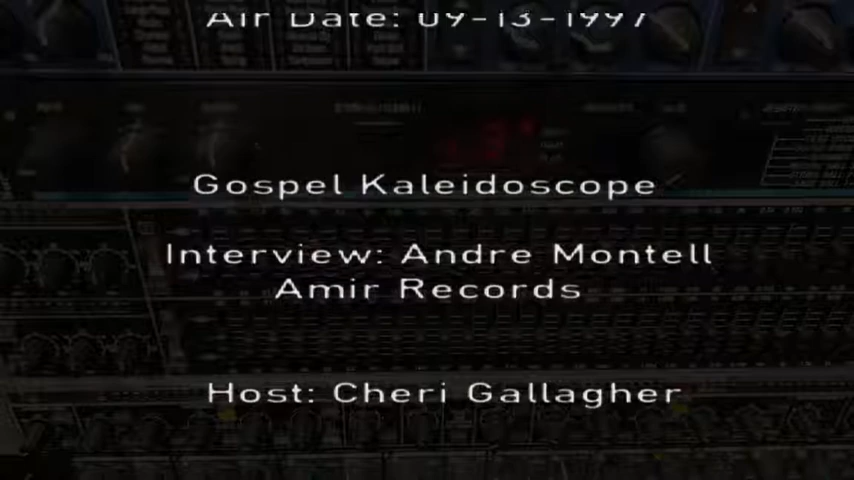 Air Date: 09-13-1997
Gospel Kaleidoscope
Interview: Andre Montell
Amir Records
Host: Cheri Gallagher